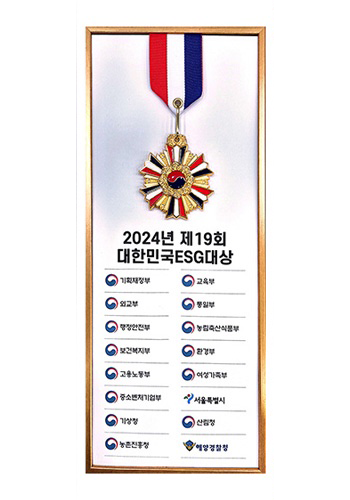 2024년 제19회
대한민국ESG대상
기획재정부 교육부
외교부 통일부
행정안전부 농림축산식품부
보건복지부 환경부
고용노동부 여성가족부
중소벤처기업부 서울특별시
기상청 산림청
농촌진흥청 해양경찰청